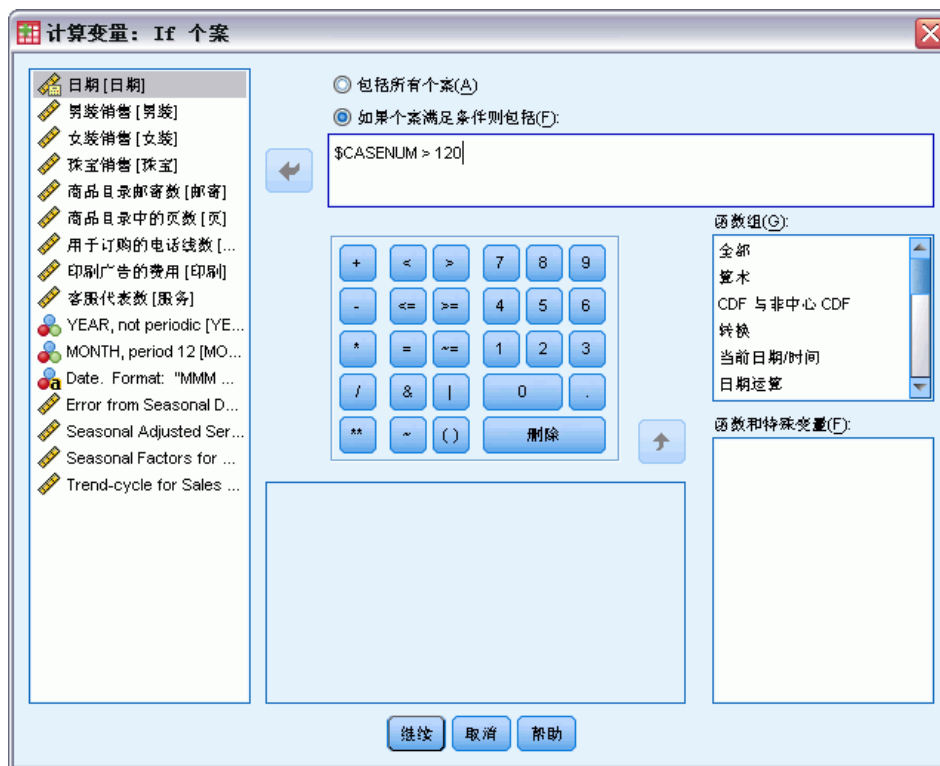 计算变量: If 个案
日期 [日期]
男装销售 [男装]
女装销售 [女装]
珠宝销售 [珠宝]
商品目录邮寄数 [邮寄]
商品目录中的页数 [页]
用于订购的电话线数 [...
印刷广告的费用 [印刷]
客服代表数 [服务]
YEAR, not periodic [YE...
MONTH, period 12 [MO...
Date. Format: "MMM ...
Error from Seasonal D...
Seasonal Adjusted Ser...
Seasonal Factors for ...
Trend-cycle for Sales ...
包括所有个案(A)
如果个案满足条件则包括(F):
$CASENUM > 120
+ < > 7 8 9
- <= >= 4 5 6
* = ~= 1 2 3
/ & | 0 .
** ~ ( ) 删除
函数组(G):
全部
算术
CDF 与非中心 CDF
转换
当前日期/时间
日期运算
函数和特殊变量(F):
继续 取消 帮助